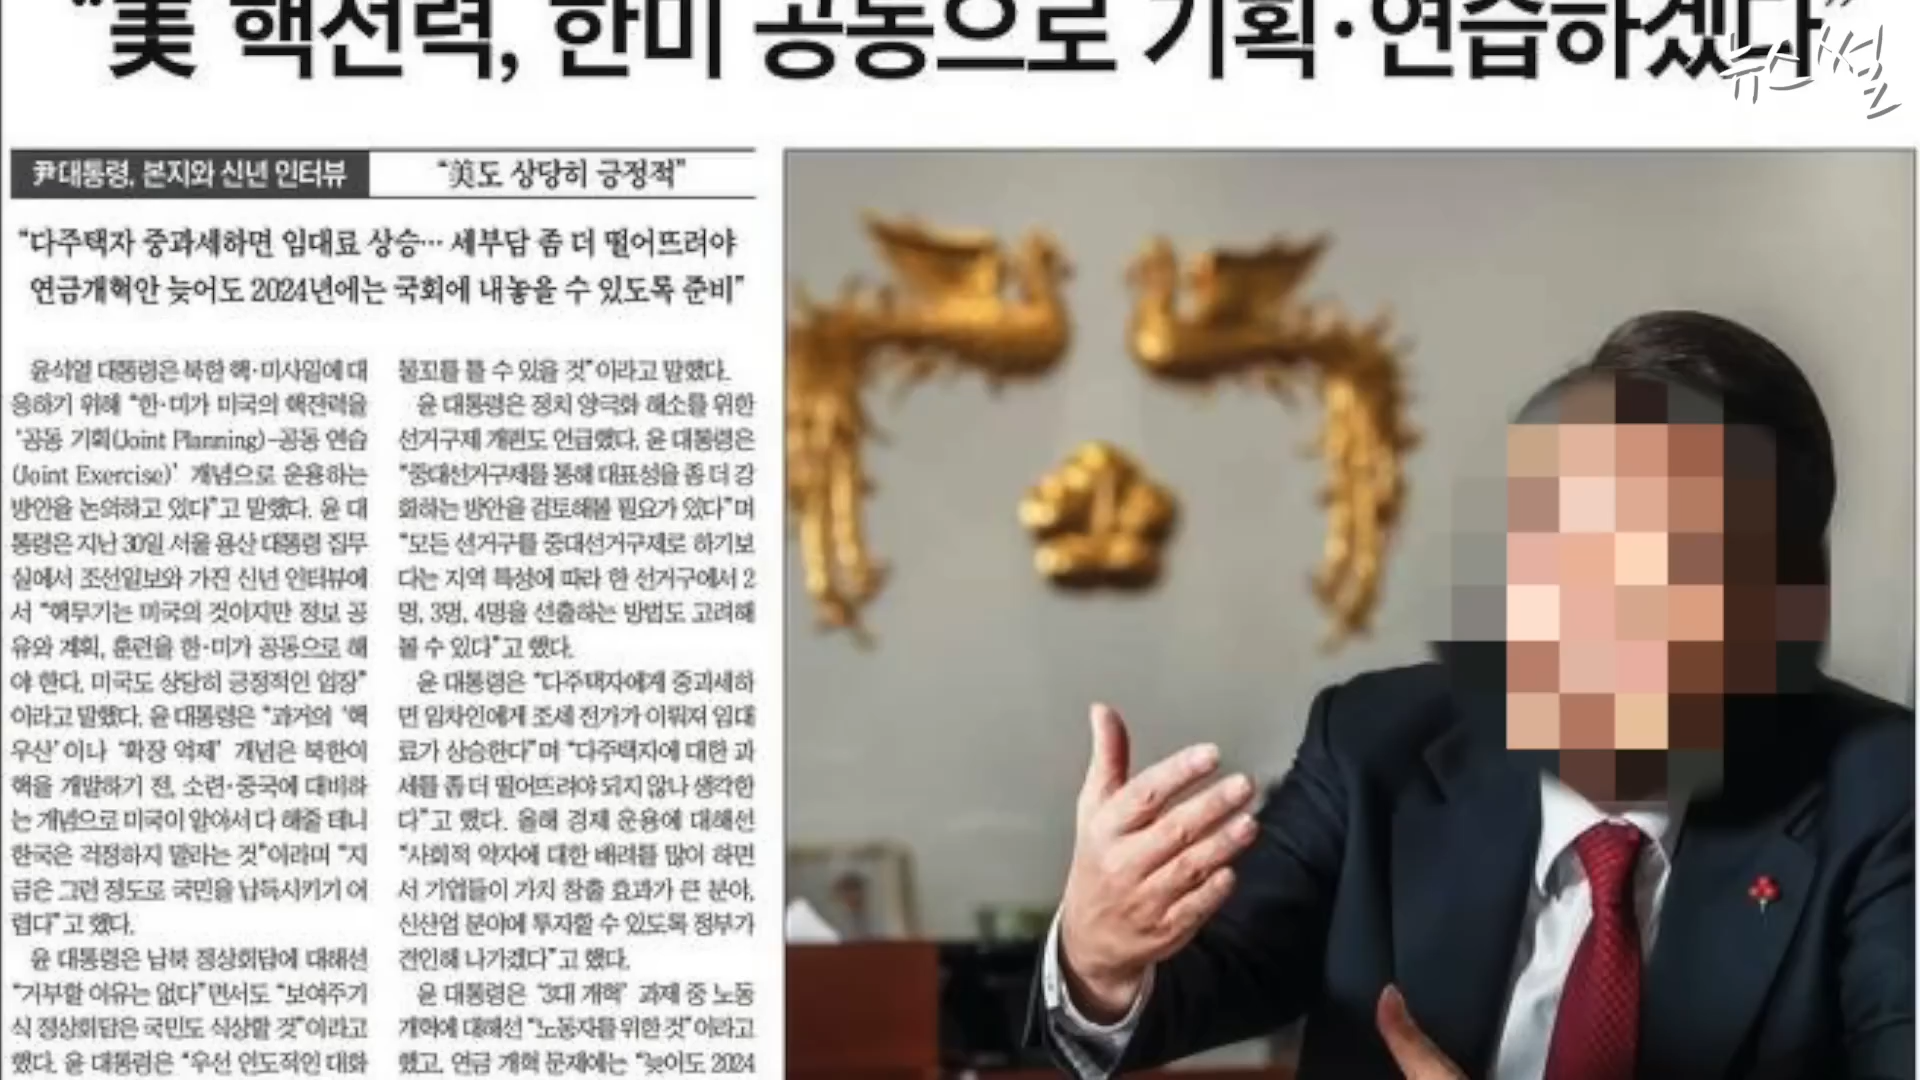 “美 핵전력, 한미 공동으로 기획·연습하겠다”
뉴스썰
尹대통령, 본지와 신년 인터뷰
“美도 상당히 긍정적”
“다주택자 중과세하면 임대료 상승… 세부담 좀 더 떨어뜨려야
연금개혁안 늦어도 2024년에는 국회에 내놓을 수 있도록 준비”
윤석열 대통령은 북한 핵·미사일에 대
응하기 위해 “한·미가 미국의 핵전력을
‘공동 기획(Joint Planning)-공동 연습
(Joint Exercise)’ 개념으로 운용하는
방안을 논의하고 있다”고 말했다. 윤 대
통령은 지난 30일 서울 용산 대통령 집무
실에서 조선일보와 가진 신년 인터뷰에
서 “핵무기는 미국의 것이지만 정보 공
유와 계획, 훈련을 한·미가 공동으로 해
야 한다. 미국도 상당히 긍정적인 입장”
이라고 말했다. 윤 대통령은 “과거의 ‘핵
우산’이나 ‘확장 억제’ 개념은 북한이
핵을 개발하기 전, 소련·중국에 대비하
는 개념으로 미국이 알아서 다 해줄 테니
한국은 걱정하지 말라는 것”이라며 “지
금은 그런 정도로 국민을 납득시키기 어
렵다”고 했다.
윤 대통령은 남북 정상회담에 대해선
“거부할 이유는 없다”면서도 “보여주기
식 정상회담은 국민도 식상할 것”이라고
했다. 윤 대통령은 “우선 인도적인 대화
물꼬를 틀 수 있을 것”이라고 말했다.
윤 대통령은 정치 양극화 해소를 위한
선거구제 개편도 언급했다. 윤 대통령은
“중대선거구제를 통해 대표성을 좀 더 강
화하는 방안을 검토해볼 필요가 있다”며
“모든 선거구를 중대선거구제로 하기보
다는 지역 특성에 따라 한 선거구에서 2
명, 3명, 4명을 선출하는 방법도 고려해
볼 수 있다”고 했다.
윤 대통령은 “다주택자에게 중과세하
면 임차인에게 조세 전가가 이뤄져 임대
료가 상승한다”며 “다주택자에 대한 과
세를 좀 더 떨어뜨려야 되지 않나 생각한
다”고 했다. 올해 경제 운용에 대해선
“사회적 약자에 대한 배려를 많이 하면
서 기업들이 가치 창출 효과가 큰 분야,
신산업 분야에 투자할 수 있도록 정부가
견인해 나가겠다”고 했다.
윤 대통령은 ‘3대 개혁’ 과제 중 노동
개혁에 대해선 “노동자를 위한 것”이라고
했고, 연금 개혁 문제에는 “늦어도 2024